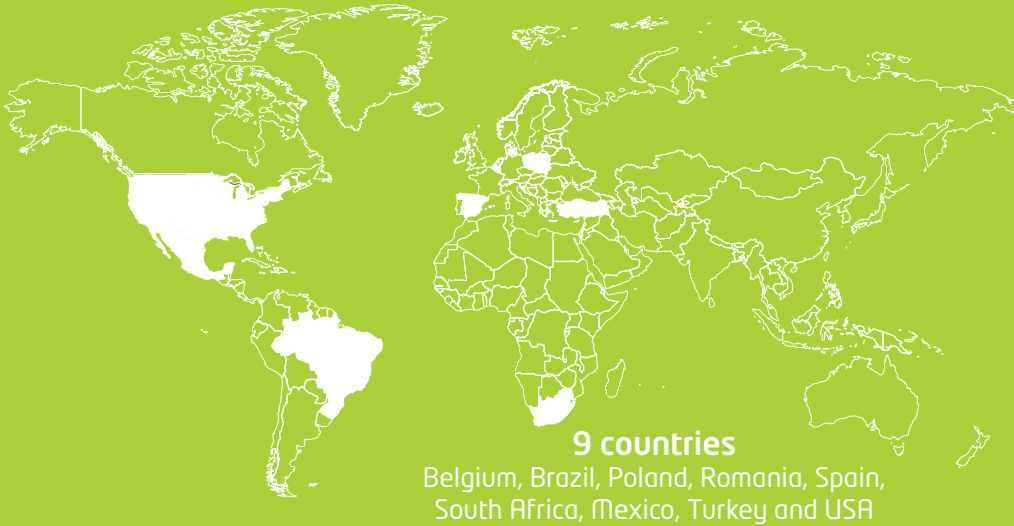 9 countries
Belgium, Brazil, Poland, Romania, Spain,
South Africa, Mexico, Turkey and USA